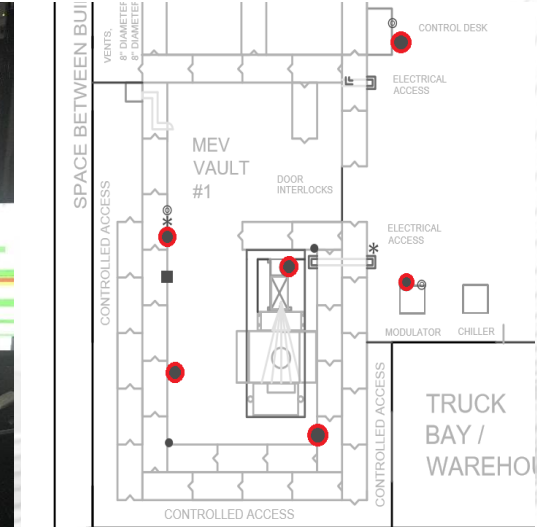 SPACE BETWEEN BUI
VENTS,
8" DIAMETER
8" DIAMETER
CONTROL DESK
ELECTRICAL
ACCESS
MEV
VAULT
#1
DOOR
INTERLOCKS
CONTROLLED ACCESS
ELECTRICAL
ACCESS
MODULATOR
CHILLER
CONTROLLED ACCESS
TRUCK
BAY /
WAREHOU
CONTROLLED ACCESS